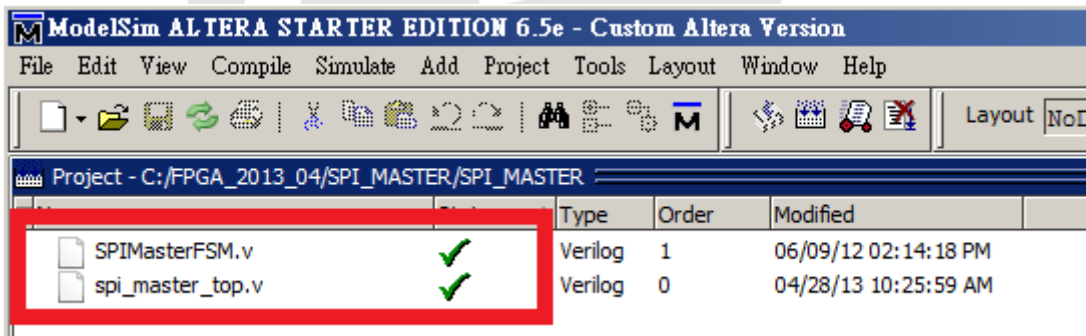 ModelSim ALTERA STARTER EDITION 6.5e - Custom Altera Version
File Edit View Compile Simulate Add Project Tools Layout Window Help
Layout
Project - C:/FPGA_2013_04/SPI_MASTER/SPI_MASTER
Type Order Modified
SPIMasterFSM.v Verilog 1 06/09/12 02:14:18 PM
spi_master_top.v Verilog 0 04/28/13 10:25:59 AM